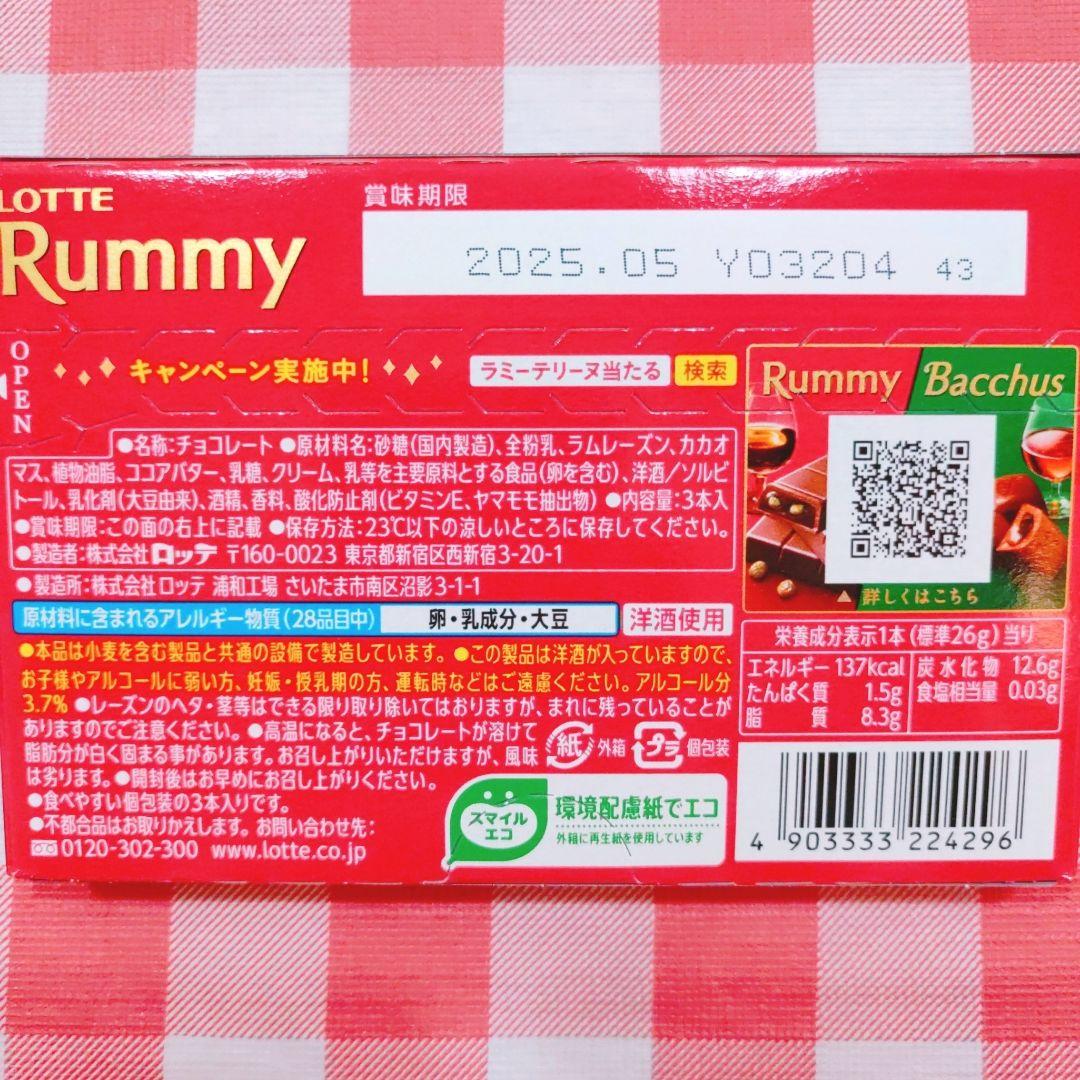 LOTTE
Rummy
賞味期限
2025.05 Y03204 43
OPEN
キャンペーン実施中!
ラミーテリーヌ当たる 検索
●名称:チョコレート ●原材料名:砂糖(国内製造)、全粉乳、ラムレーズン、カカオ
マス、植物油脂、ココアバター、乳糖、クリーム、乳等を主要原料とする食品(卵を含む)、洋酒/ソルビ
トール、乳化剤(大豆由来)、酒精、香料、酸化防止剤(ビタミンE、ヤマモモ抽出物) ●内容量:3本入
●賞味期限:この面の右上に記載 ●保存方法:23℃以下の涼しいところに保存してください。
●製造者:株式会社ロッテ 〒160-0023 東京都新宿区西新宿3-20-1
●製造所:株式会社ロッテ 浦和工場 さいたま市南区沼影3-1-1
原材料に含まれるアレルギー物質(28品目中) 卵・乳成分・大豆 洋酒使用
●本品は小麦を含む製品と共通の設備で製造しています。●この製品は洋酒が入っていますので、
お子様やアルコールに弱い方、妊娠・授乳期の方、運転時などはご遠慮ください。アルコール分
3.7% ●レーズンのヘタ・茎等はできる限り取り除いてはおりますが、まれに残っていることが
ありますのでご注意ください。●高温になると、チョコレートが溶けて
脂肪分が白く固まる事があります。お召し上がりいただけますが、風味
は劣ります。●開封後はお早めにお召し上がりください。
●食べやすい個包装の3本入りです。
●不都合品はお取りかえします。お問い合わせ先:
0120-302-300 www.lotte.co.jp
紙 外箱 プラ 個包装
スマイル
エコ
環境配慮紙でエコ
外箱に再生紙を使用しています
Rummy Bacchus
▲詳しくはこちら
栄養成分表示1本(標準26g)当り
エネルギー 137kcal 炭水化物 12.6g
たんぱく質 1.5g 食塩相当量 0.03g
脂質 8.3g
4 903333 224296